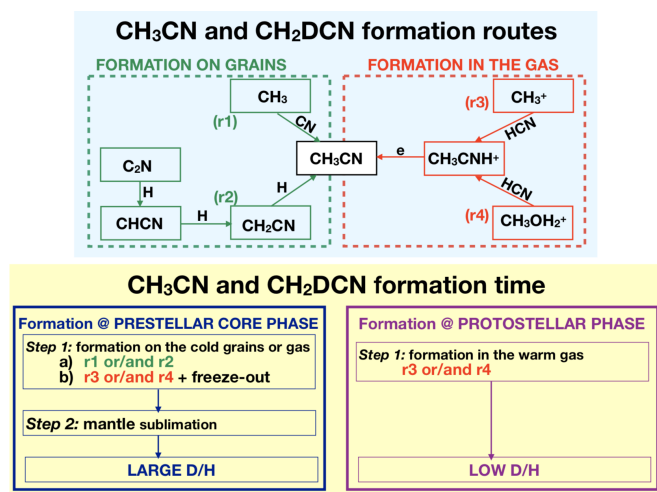 CH₃CN and CH₂DCN formation routes
FORMATION ON GRAINS
FORMATION IN THE GAS
CH₃
(r1)
CN
C₂N
H
CHCN
H
(r2)
CH₂CN
H
CH₃CN
e
CH₃CNH⁺
(r3)
CH₃⁺
HCN
HCN
(r4)
CH₃OH₂⁺
CH₃CN and CH₂DCN formation time
Formation @ PRESTELLAR CORE PHASE
Step 1: formation on the cold grains or gas
a) r1 or/and r2
b) r3 or/and r4 + freeze-out
Step 2: mantle sublimation
LARGE D/H
Formation @ PROTOSTELLAR PHASE
Step 1: formation in the warm gas
r3 or/and r4
LOW D/H